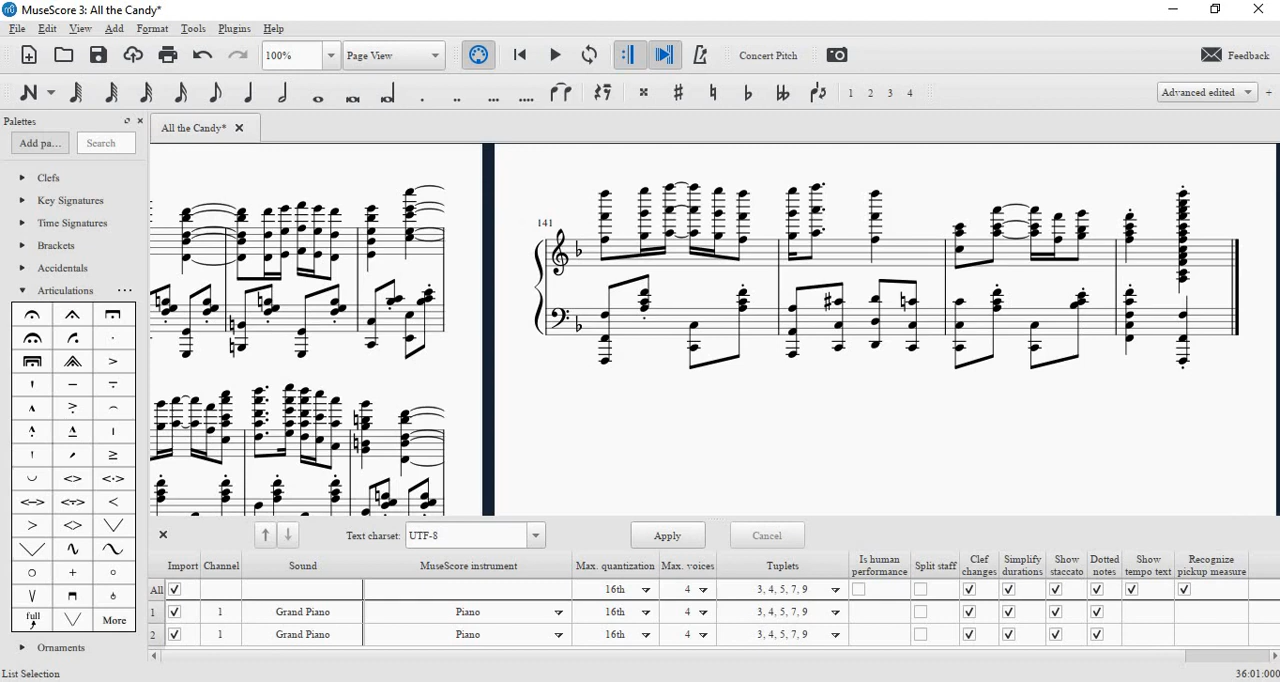 MuseScore 3: All the Candy*
File Edit View Add Format Tools Plugins Help
100% Page View Concert Pitch Feedback
1 2 3 4 Advanced edited +
Palettes
Add pa... Search
All the Candy*
Clefs
Key Signatures
Time Signatures
Brackets
Accidentals
Articulations ...
full
More
Ornaments
141
Text charset: UTF-8 Apply Cancel
Import Channel Sound MuseScore instrument Max. quantization Max. voices Tuplets Is human performance Split staff Clef changes Simplify durations Show staccato Dotted notes Show tempo text Recognize pickup measure
All 16th 4 3, 4, 5, 7, 9
1 1 Grand Piano Piano 16th 4 3, 4, 5, 7, 9
2 1 Grand Piano Piano 16th 4 3, 4, 5, 7, 9
List Selection 36:01:000